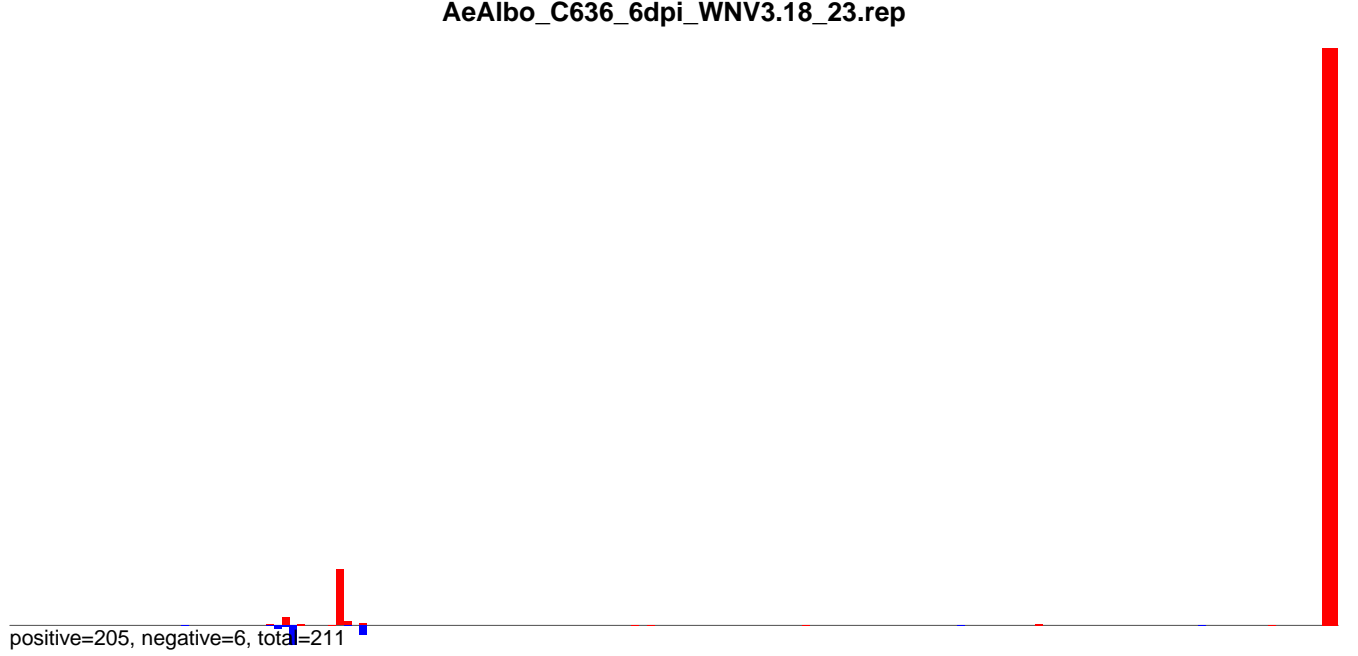 AeAlbo_C636_6dpi_WNV3.18_23.rep
positive=205, negative=6, total=211